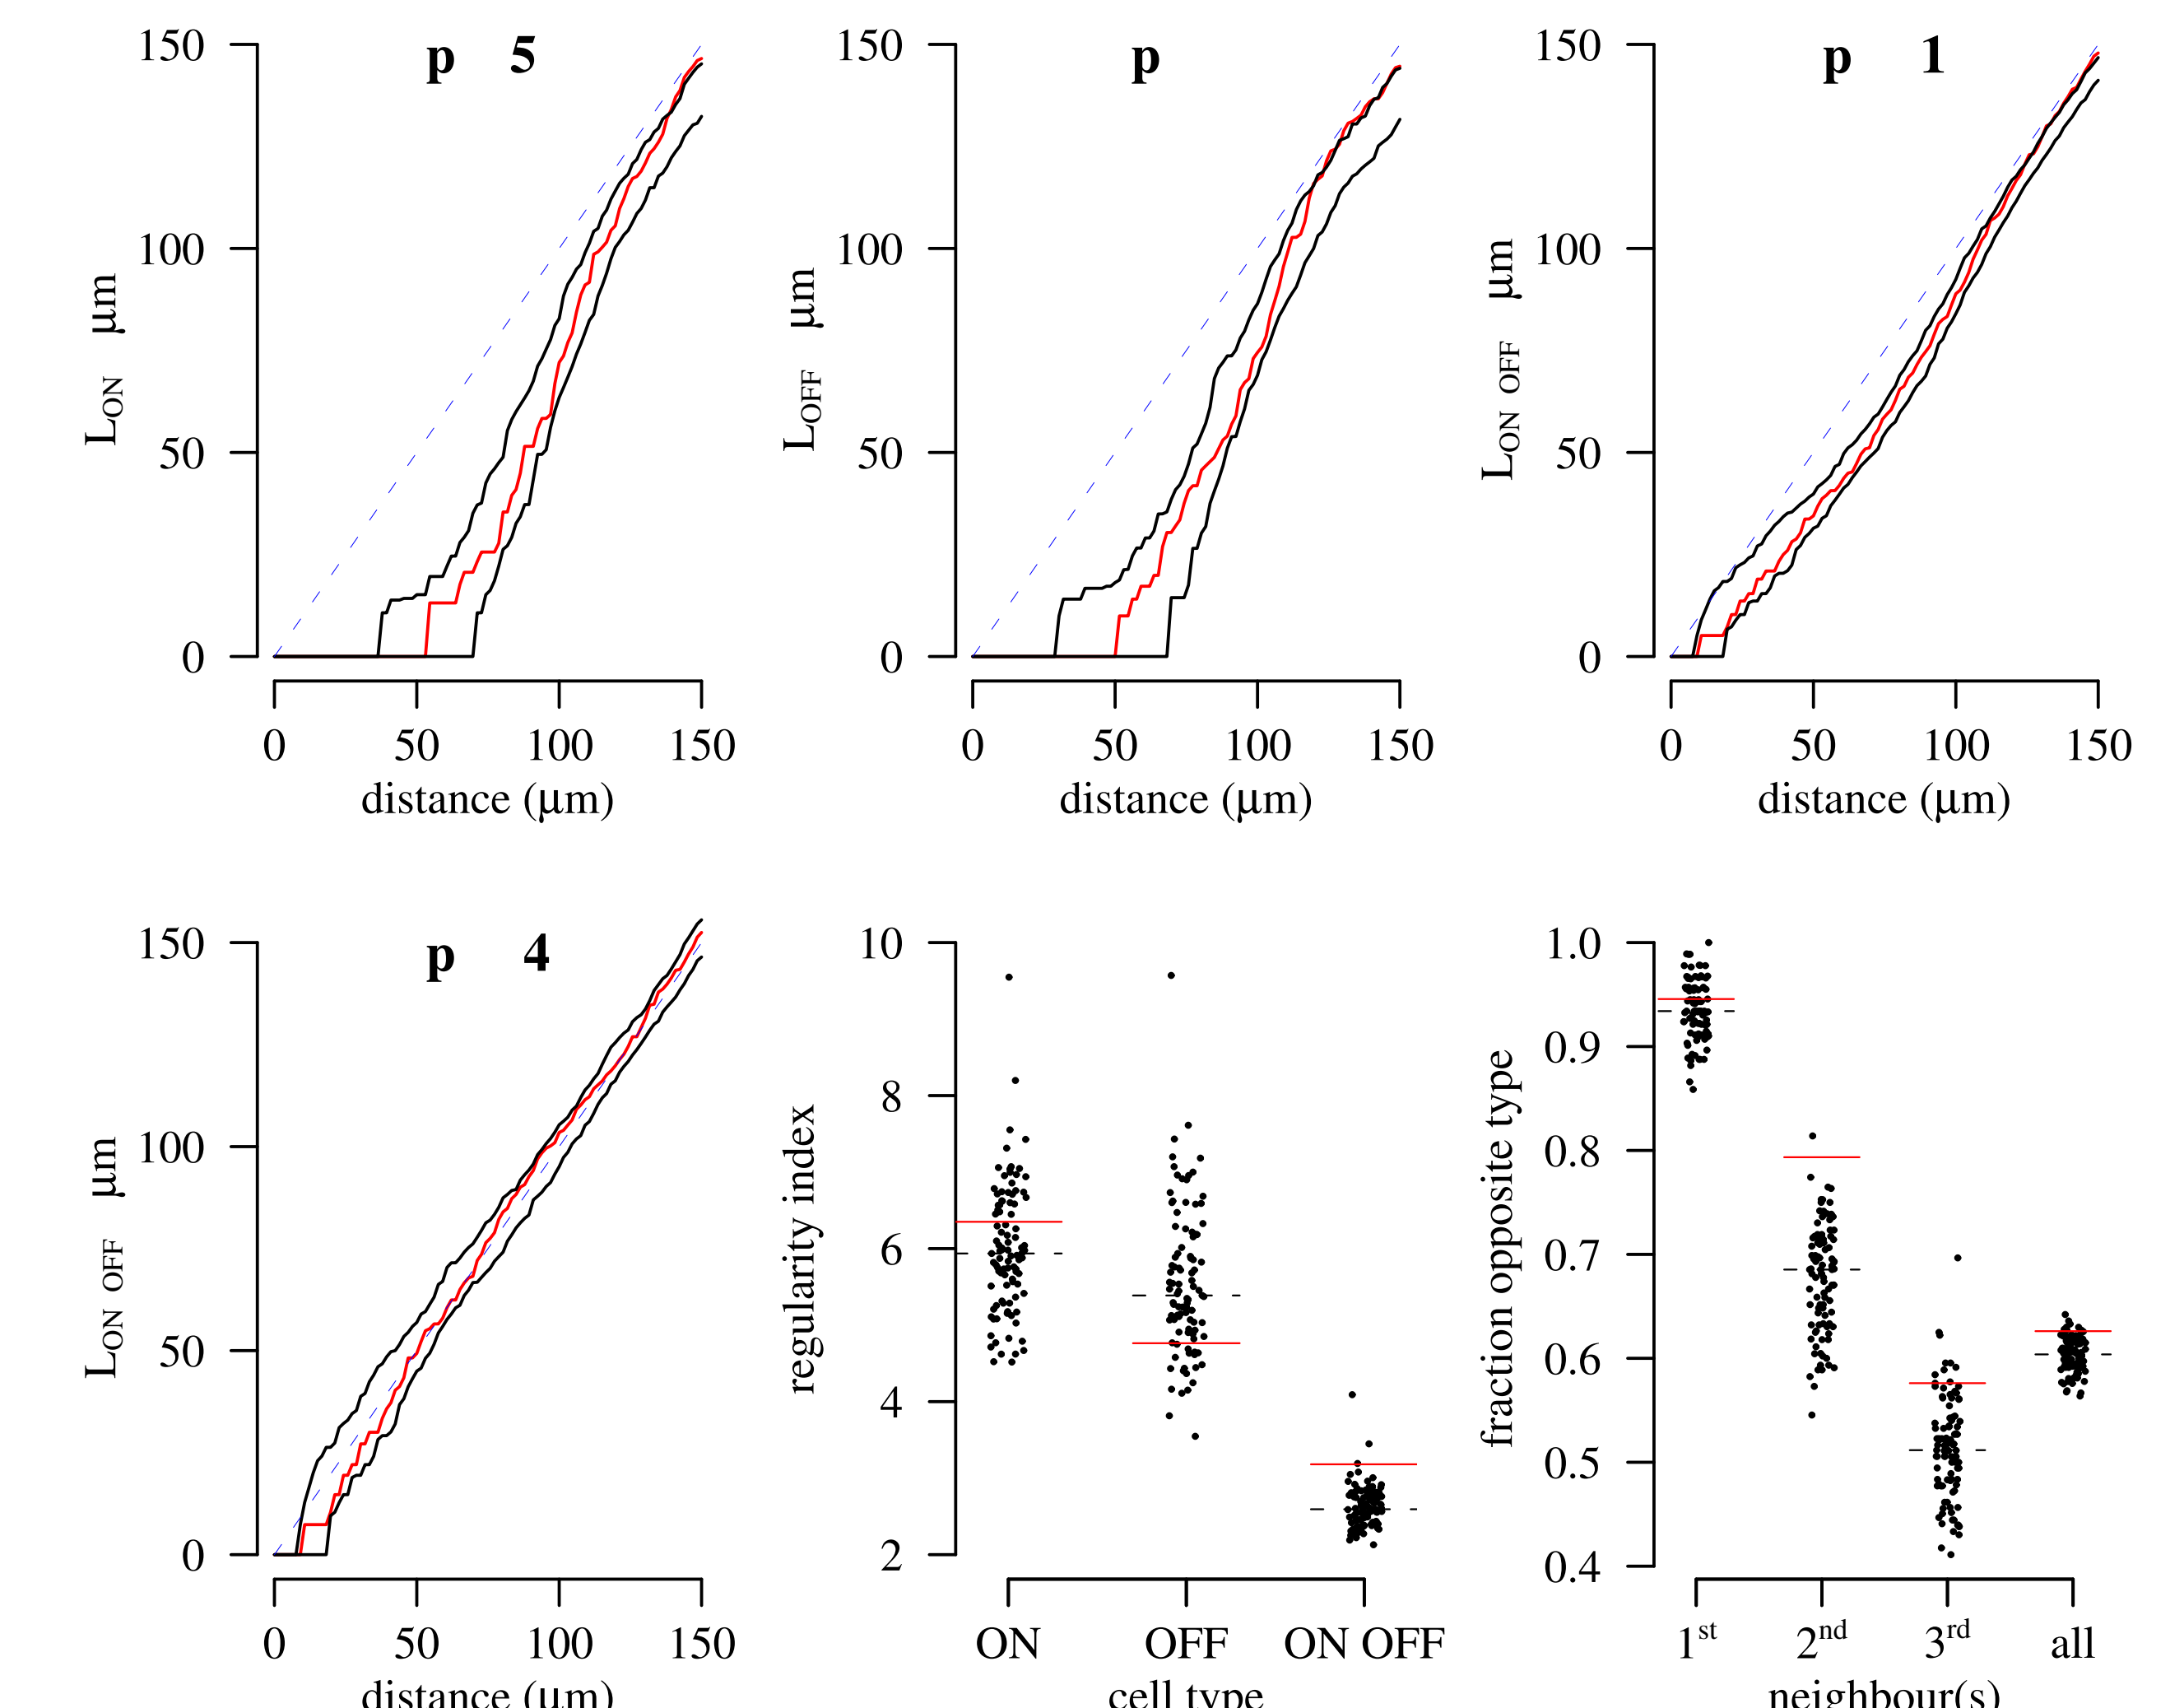 p 5
150
100
50
0
L_ON µm
0 50 100 150
distance (µm)
p
150
100
50
0
L_OFF µm
0 50 100 150
distance (µm)
p 1
150
100
50
0
L_ON OFF µm
0 50 100 150
distance (µm)
p 4
150
100
50
0
L_ON OFF µm
0 50 100 150
distance (µm)
10
8
6
4
2
regularity index
ON OFF ON OFF
cell type
1.0
0.9
0.8
0.7
0.6
0.5
0.4
fraction opposite type
1st 2nd 3rd all
neighbour(s)